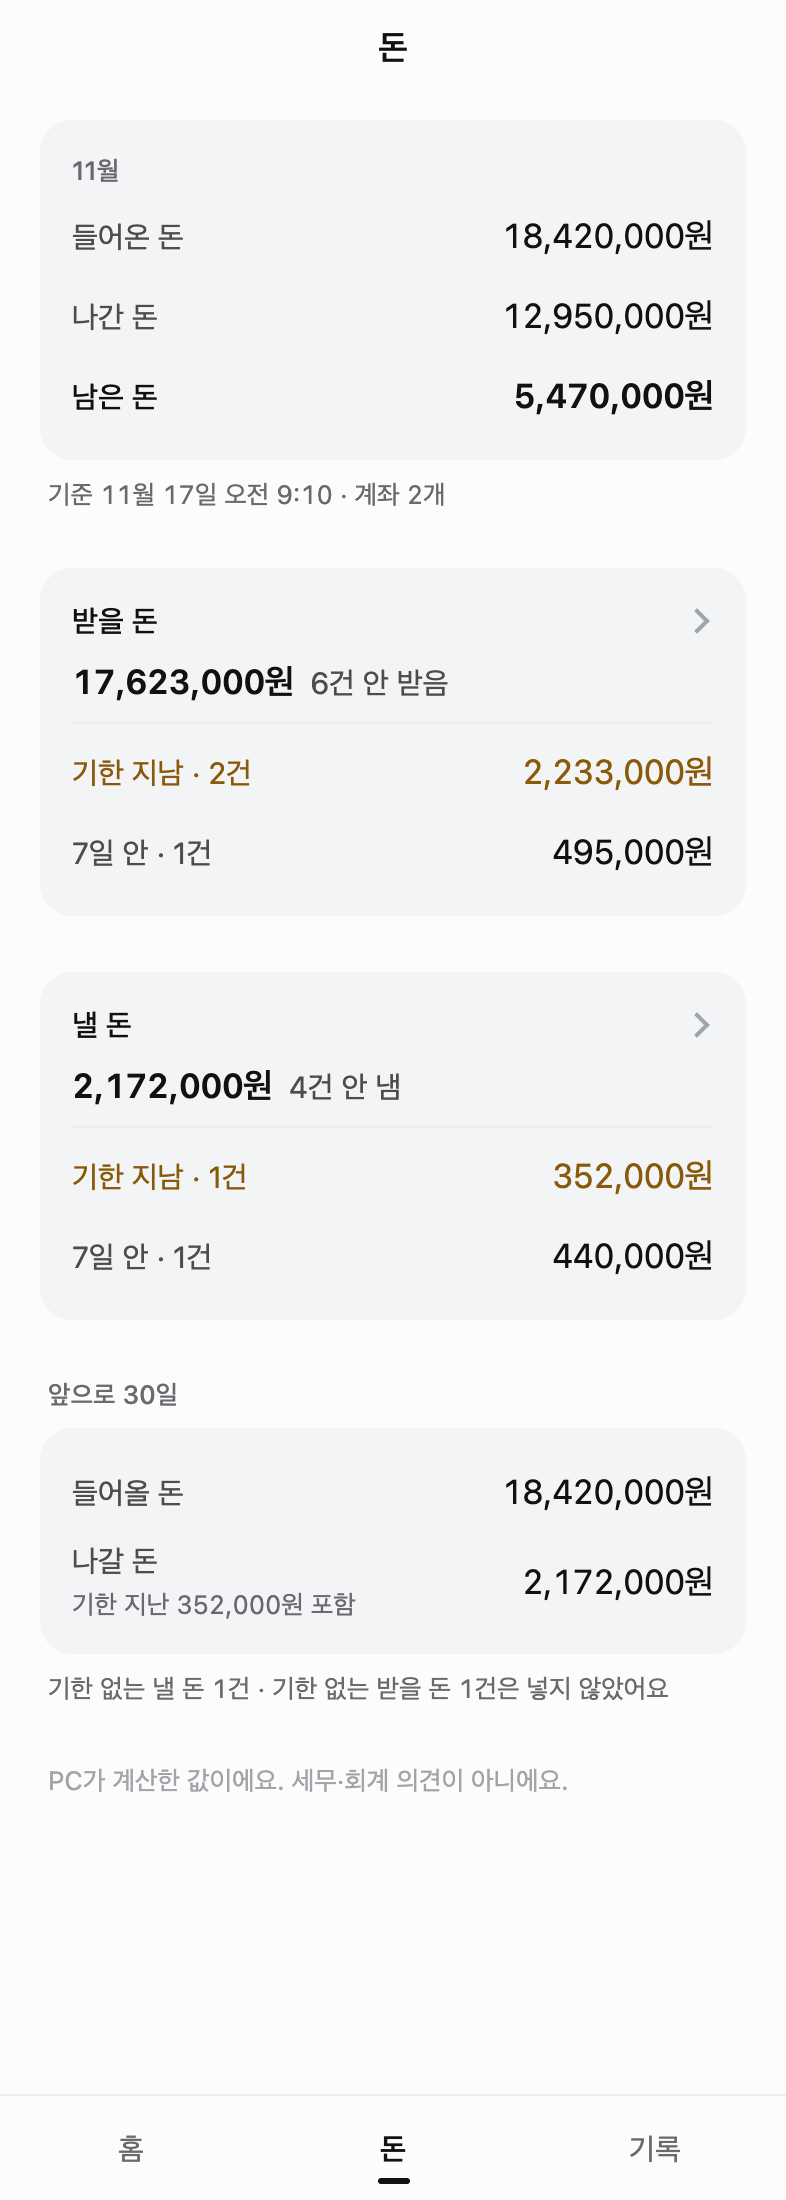 돈
11월
들어온 돈 18,420,000원
나간 돈 12,950,000원
남은 돈 5,470,000원
기준 11월 17일 오전 9:10 · 계좌 2개
받을 돈
17,623,000원 6건 안 받음
기한 지남 · 2건 2,233,000원
7일 안 · 1건 495,000원
낼 돈
2,172,000원 4건 안 냄
기한 지남 · 1건 352,000원
7일 안 · 1건 440,000원
앞으로 30일
들어올 돈 18,420,000원
나갈 돈 2,172,000원
기한 지난 352,000원 포함
기한 없는 낼 돈 1건 · 기한 없는 받을 돈 1건은 넣지 않았어요
PC가 계산한 값이에요. 세무·회계 의견이 아니에요.
홈 돈 기록